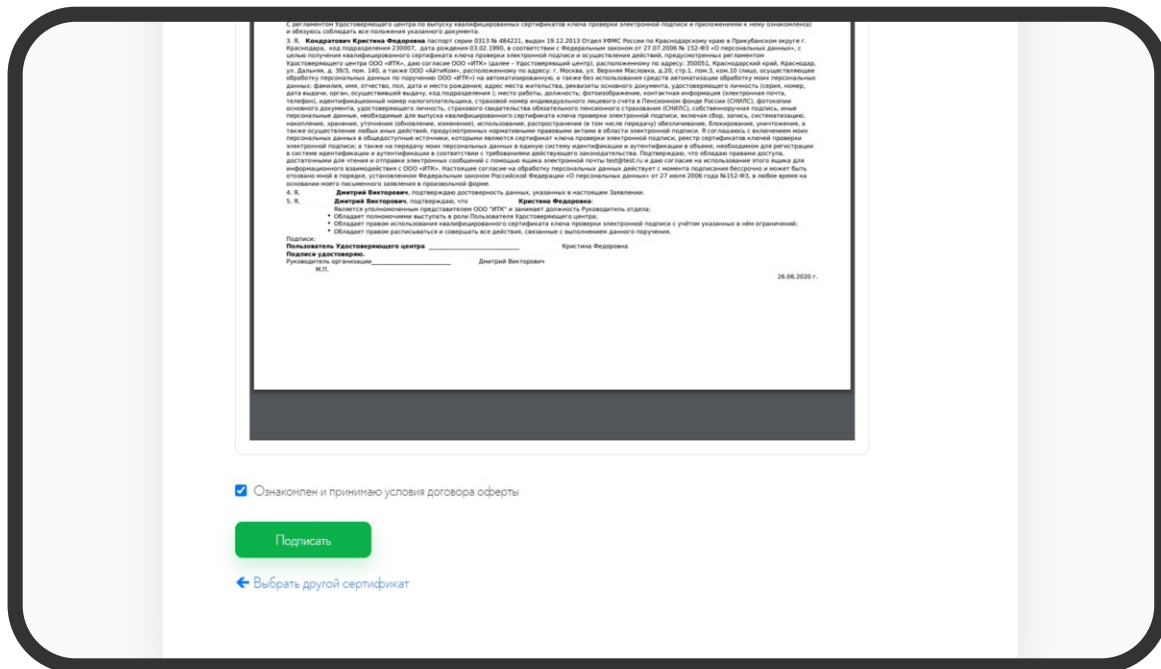 С регламентом Удостоверяющего центра по выпуску квалифицированных сертификатов ключа проверки электронной подписи и приложениями к нему ознакомлен(а)
и обязуюсь соблюдать все положения указанного документа.
3. Я, Кондратович Кристина Федоровна паспорт серии 0313 № 484221, выдан 19.12.2013 Отдел УФМС России по Краснодарскому краю в Прикубанском округе г.
Краснодара, код подразделения 230007, дата рождения 03.02.1990, в соответствии с Федеральным законом от 27.07.2006 № 152-ФЗ «О персональных данных», с
целью получения квалифицированного сертификата ключа проверки электронной подписи и осуществления действий, предусмотренных регламентом
Удостоверяющего центра ООО «ИТК», даю согласие ООО «ИТК» (далее – Удостоверяющий центр), расположенному по адресу: 350051, Краснодарский край, Краснодар,
ул. Дальняя, д. 39/3, пом. 140, а также ООО «АйтиКом», расположенному по адресу: г. Москва, ул. Верхняя Масловка, д.20, стр.1, пом.3, ком.10 (лицо, осуществляющее
обработку персональных данных по поручению ООО «ИТК») на автоматизированную, а также без использования средств автоматизации обработку моих персональных
данных: фамилия, имя, отчество, пол, дата и место рождения; адрес места жительства, реквизиты основного документа, удостоверяющего личность (серия, номер,
дата выдачи, орган, осуществивший выдачу, код подразделения ); место работы, должность; фотоизображение, контактная информация (электронная почта,
телефон), идентификационный номер налогоплательщика, страховой номер индивидуального лицевого счета в Пенсионном фонде России (СНИЛС), фотокопии
основного документа, удостоверяющего личность, страхового свидетельства обязательного пенсионного страхования (СНИЛС), собственноручная подпись, иные
персональные данные, необходимые для выпуска квалифицированного сертификата ключа проверки электронной подписи, включая сбор, запись, систематизацию,
накопление, хранение, уточнение (обновление, изменение), использование, распространение (в том числе передачу) обезличивание, блокирование, уничтожение, а
также осуществление любых иных действий, предусмотренных нормативными правовыми актами в области электронной подписи. Я соглашаюсь с включением моих
персональных данных в общедоступные источники, которыми являются сертификат ключа проверки электронной подписи, реестр сертификатов ключей проверки
электронной подписи; а также на передачу моих персональных данных в единую систему идентификации и аутентификации в объеме, необходимом для регистрации
в системе идентификации и аутентификации в соответствии с требованиями действующего законодательства. Подтверждаю, что обладаю правами доступа,
достаточными для чтения и отправки электронных сообщений с помощью ящика электронной почты test@test.ru и даю согласие на использование этого ящика для
информационного взаимодействия с ООО «ИТК». Настоящее согласие на обработку персональных данных действует с момента подписания бессрочно и может быть
отозвано мной в порядке, установленном Федеральным законом Российской Федерации «О персональных данных» от 27 июля 2006 года №152-ФЗ, в любое время на
основании моего письменного заявления в произвольной форме.
4. Я, Дмитрий Викторович, подтверждаю достоверность данных, указанных в настоящем Заявлении.
5. Я, Дмитрий Викторович, подтверждаю, что Кристина Федоровна:
Является уполномоченным представителем ООО "ИТК" и занимает должность Руководитель отдела;
• Обладает полномочиями выступать в роли Пользователя Удостоверяющего центра;
• Обладает правом использования квалифицированного сертификата ключа проверки электронной подписи с учётом указанных в нём ограничений;
• Обладает правом расписываться и совершать все действия, связанные с выполнением данного поручения.
Подписи:
Пользователь Удостоверяющего центра ____________________ Кристина Федоровна
Подписи удостоверяю.
Руководитель организации____________________ Дмитрий Викторович
М.П.
26.06.2020 г.
Ознакомлен и принимаю условия договора оферты
Подписать
Выбрать другой сертификат